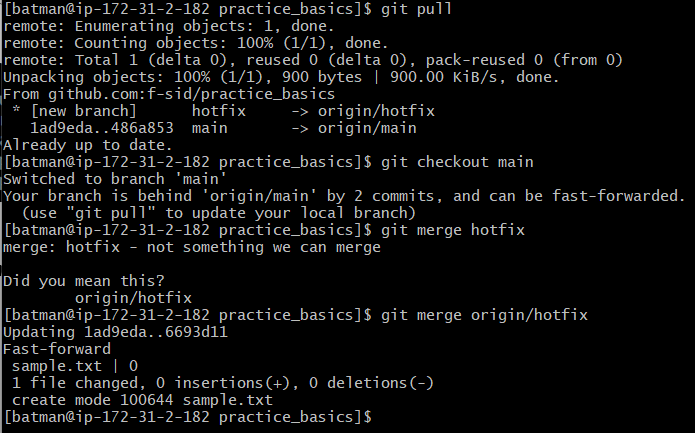 [batman@ip-172-31-2-182 practice_basics]$ git pull
remote: Enumerating objects: 1, done.
remote: Counting objects: 100% (1/1), done.
remote: Total 1 (delta 0), reused 0 (delta 0), pack-reused 0 (from 0)
Unpacking objects: 100% (1/1), 900 bytes | 900.00 KiB/s, done.
From github.com:f-sid/practice_basics
 * [new branch]      hotfix     -> origin/hotfix
   1ad9eda..486a853  main       -> origin/main
Already up to date.
[batman@ip-172-31-2-182 practice_basics]$ git checkout main
Switched to branch 'main'
Your branch is behind 'origin/main' by 2 commits, and can be fast-forwarded.
  (use "git pull" to update your local branch)
[batman@ip-172-31-2-182 practice_basics]$ git merge hotfix
merge: hotfix - not something we can merge

Did you mean this?
        origin/hotfix
[batman@ip-172-31-2-182 practice_basics]$ git merge origin/hotfix
Updating 1ad9eda..6693d11
Fast-forward
 sample.txt | 0
 1 file changed, 0 insertions(+), 0 deletions(-)
 create mode 100644 sample.txt
[batman@ip-172-31-2-182 practice_basics]$